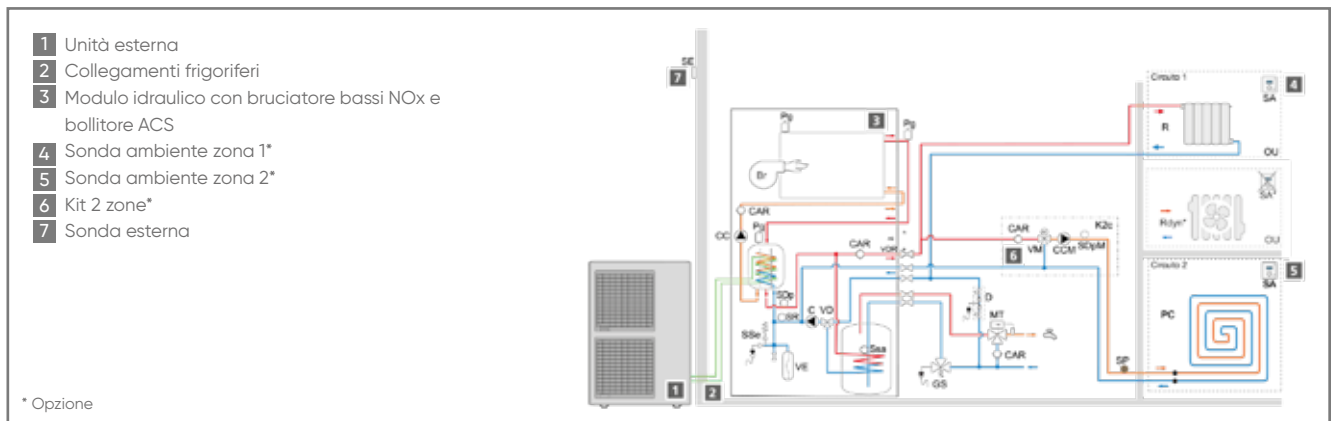 1 Unità esterna
2 Collegamenti frigoriferi
3 Modulo idraulico con bruciatore bassi NOx e
bollitore ACS
4 Sonda ambiente zona 1*
5 Sonda ambiente zona 2*
6 Kit 2 zone*
7 Sonda esterna
* Opzione
SE
7
Circuito 1
SA
4
R
OU
Pg
3
Pg
Br
CAR
CC
Pg
CAR
SDp
SR
C VD
SSe
VE
Ssa
D
MT
CAR
GS
CAR
K2c
VM
CCM
SDpM
6
SA*
Rdyn*
OU
Circuito 2
SA
5
PC
SP
1
2